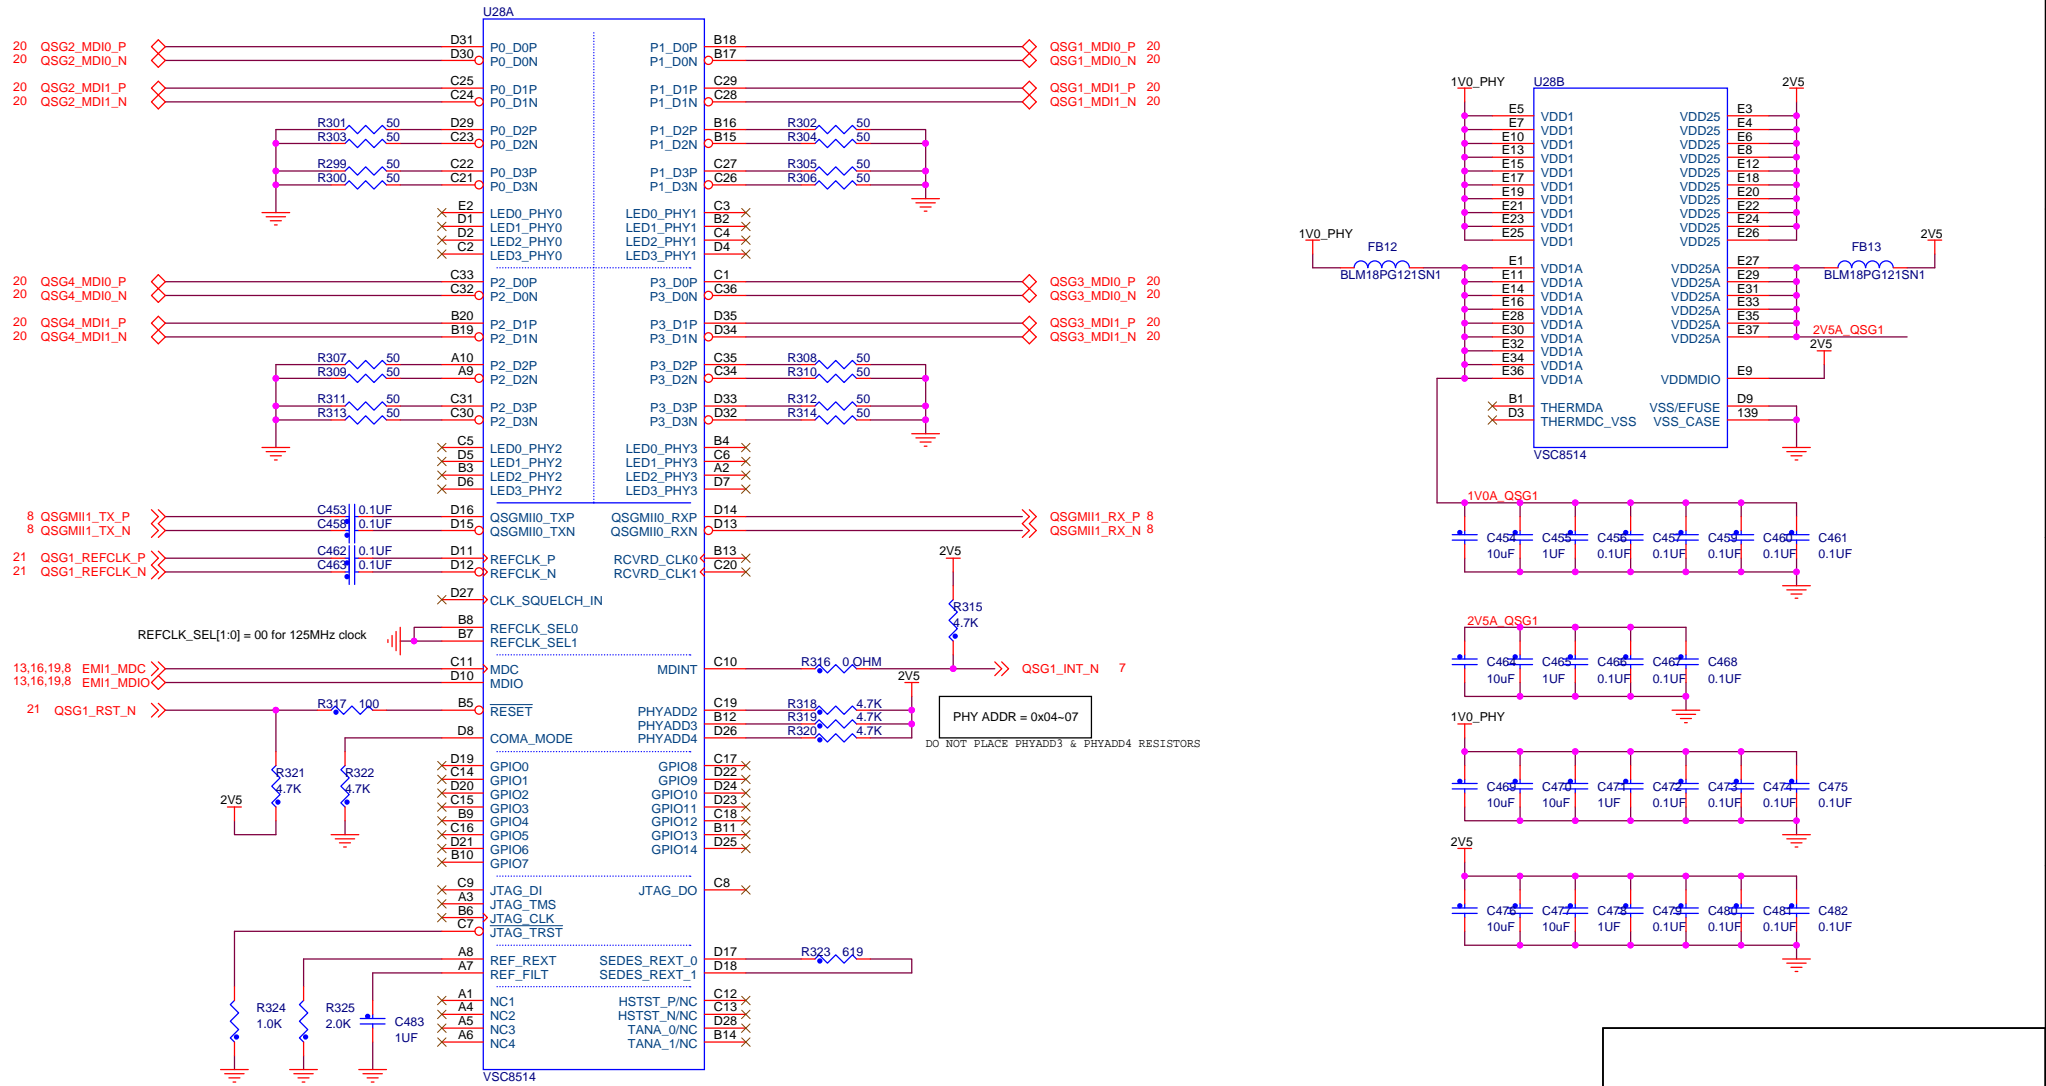 U28A
20 QSG2_MDI0_P D31 P0_D0P P1_D0P B18 QSG1_MDI0_P 20
20 QSG2_MDI0_N D30 P0_D0N P1_D0N B17 QSG1_MDI0_N 20
20 QSG2_MDI1_P C25 P0_D1P P1_D1P C29 QSG1_MDI1_P 20
20 QSG2_MDI1_N C24 P0_D1N P1_D1N C28 QSG1_MDI1_N 20
R301 50 D29 P0_D2P P1_D2P B16 R302 50
R303 50 C23 P0_D2N P1_D2N B15 R304 50
R299 50 C22 P0_D3P P1_D3P C27 R305 50
R300 50 C21 P0_D3N P1_D3N C26 R306 50
E2 LED0_PHY0 LED0_PHY1 C3
D1 LED1_PHY0 LED1_PHY1 B2
D2 LED2_PHY0 LED2_PHY1 C4
C2 LED3_PHY0 LED3_PHY1 D4
20 QSG4_MDI0_P C33 P2_D0P P3_D0P C1 QSG3_MDI0_P 20
20 QSG4_MDI0_N C32 P2_D0N P3_D0N C36 QSG3_MDI0_N 20
20 QSG4_MDI1_P B20 P2_D1P P3_D1P D35 QSG3_MDI1_P 20
20 QSG4_MDI1_N B19 P2_D1N P3_D1N D34 QSG3_MDI1_N 20
R307 50 A10 P2_D2P P3_D2P C35 R308 50
R309 50 A9 P2_D2N P3_D2N C34 R310 50
R311 50 C31 P2_D3P P3_D3P D33 R312 50
R313 50 C30 P2_D3N P3_D3N D32 R314 50
C5 LED0_PHY2 LED0_PHY3 B4
D5 LED1_PHY2 LED1_PHY3 C6
B3 LED2_PHY2 LED2_PHY3 A2
D6 LED3_PHY2 LED3_PHY3 D7
8 QSGMII1_TX_P C453 0.1UF D16 QSGMII0_TXP QSGMII0_RXP D14 QSGMII1_RX_P 8
8 QSGMII1_TX_N C458 0.1UF D15 QSGMII0_TXN QSGMII0_RXN D13 QSGMII1_RX_N 8
21 QSG1_REFCLK_P C462 0.1UF D11 REFCLK_P RCVRD_CLK0 B13
21 QSG1_REFCLK_N C463 0.1UF D12 REFCLK_N RCVRD_CLK1 C20
2V5
D27 CLK_SQUELCH_IN
R315
4.7K
B8 REFCLK_SEL0
B7 REFCLK_SEL1
REFCLK_SEL[1:0] = 00 for 125MHz clock
13,16,19,8 EMI1_MDC C11 MDC MDINT C10 R316 0 OHM QSG1_INT_N 7
13,16,19,8 EMI1_MDIO D10 MDIO
2V5
21 QSG1_RST_N R317 100 B5 RESET PHYADD2 C19 R318 4.7K
PHYADD3 B12 R319 4.7K
D8 COMA_MODE PHYADD4 D26 R320 4.7K
PHY ADDR = 0x04~07
DO NOT PLACE PHYADD3 & PHYADD4 RESISTORS
D19 GPIO0 GPIO8 C17
C14 GPIO1 GPIO9 D22
D20 GPIO2 GPIO10 D24
C15 GPIO3 GPIO11 D23
B9 GPIO4 GPIO12 C18
C16 GPIO5 GPIO13 B11
D21 GPIO6 GPIO14 D25
B10 GPIO7
R321 R322
4.7K 4.7K
2V5
C9 JTAG_DI JTAG_DO C8
A3 JTAG_TMS
B6 JTAG_CLK
C7 JTAG_TRST
A8 REF_REXT SEDES_REXT_0 D17 R323 619
A7 REF_FILT SEDES_REXT_1 D18
A1 NC1 HSTST_P/NC C12
A4 NC2 HSTST_N/NC C13
A5 NC3 TANA_0/NC D28
A6 NC4 TANA_1/NC B14
R324 R325 C483
1.0K 2.0K 1UF
VSC8514
1V0_PHY U28B 2V5
E5 VDD1 VDD25 E3
E7 VDD1 VDD25 E4
E10 VDD1 VDD25 E6
E13 VDD1 VDD25 E8
E15 VDD1 VDD25 E12
E17 VDD1 VDD25 E18
E19 VDD1 VDD25 E20
E21 VDD1 VDD25 E22
E23 VDD1 VDD25 E24
E25 VDD1 VDD25 E26
1V0_PHY FB12 FB13 2V5
BLM18PG121SN1 BLM18PG121SN1
E1 VDD1A VDD25A E27
E11 VDD1A VDD25A E29
E14 VDD1A VDD25A E31
E16 VDD1A VDD25A E33
E28 VDD1A VDD25A E35
E30 VDD1A VDD25A E37 2V5A_QSG1
E32 VDD1A
E34 VDD1A 2V5
E36 VDD1A VDDMDIO E9
B1 THERMDA VSS/EFUSE D9
D3 THERMDC_VSS VSS_CASE 139
VSC8514
1V0A_QSG1
C454 C455 C456 C457 C459 C460 C461
10uF 1UF 0.1UF 0.1UF 0.1UF 0.1UF 0.1UF
2V5A_QSG1
C464 C465 C466 C467 C468
10uF 1UF 0.1UF 0.1UF 0.1UF
1V0_PHY
C469 C470 C471 C472 C473 C474 C475
10uF 10uF 1UF 0.1UF 0.1UF 0.1UF 0.1UF
2V5
C476 C477 C478 C479 C480 C481 C482
10uF 10uF 1UF 0.1UF 0.1UF 0.1UF 0.1UF